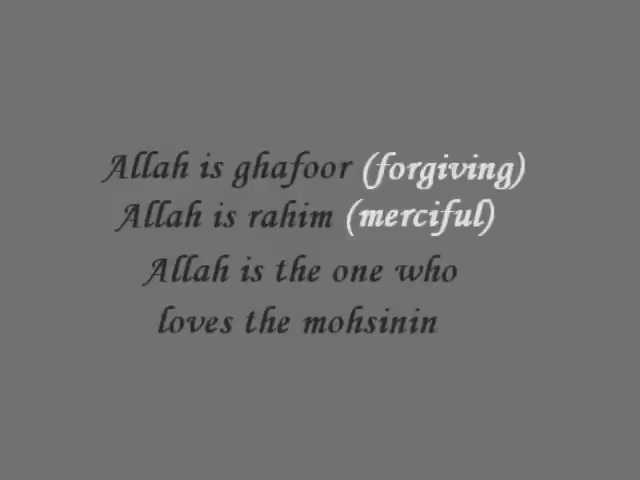 Allah is ghafoor (forgiving)
Allah is rahim (merciful)
Allah is the one who
loves the mohsinin